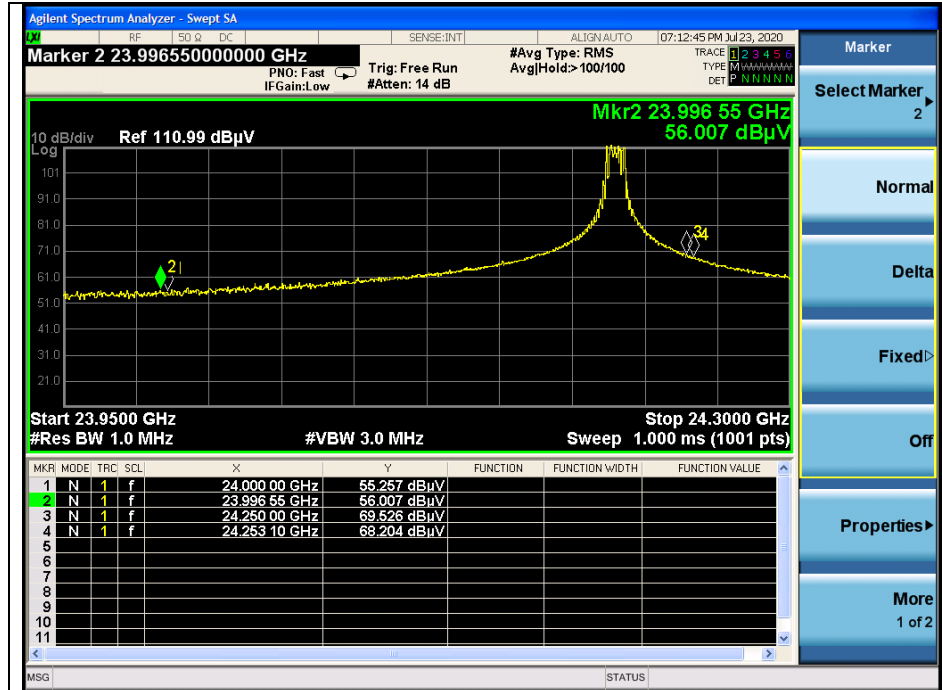 Agilent Spectrum Analyzer - Swept SA
LXI RF 50 Ω DC SENSE:INT ALIGN AUTO 07:12:45 PM Jul 23, 2020
Marker 2 23.996550000000 GHz
PNO: Fast
IFGain:Low
Trig: Free Run
#Atten: 14 dB
#Avg Type: RMS
Avg|Hold:>100/100
TRACE 1 2 3 4 5 6
TYPE M WWWWW
DET P N N N N N
Mkr2 23.996 55 GHz
56.007 dBµV
10 dB/div Ref 110.99 dBµV
Log
101
91.0
81.0
71.0
61.0
51.0
41.0
31.0
21.0
2 1
3 4
Start 23.9500 GHz Stop 24.3000 GHz
#Res BW 1.0 MHz #VBW 3.0 MHz Sweep 1.000 ms (1001 pts)
MKR MODE TRC SCL X Y FUNCTION FUNCTION WIDTH FUNCTION VALUE
1 N 1 f 24.000 00 GHz 55.257 dBµV
2 N 1 f 23.996 55 GHz 56.007 dBµV
3 N 1 f 24.250 00 GHz 69.526 dBµV
4 N 1 f 24.253 10 GHz 68.204 dBµV
5
6
7
8
9
10
11
MSG STATUS
Marker
Select Marker
2
Normal
Delta
Fixed
Off
Properties
More
1 of 2